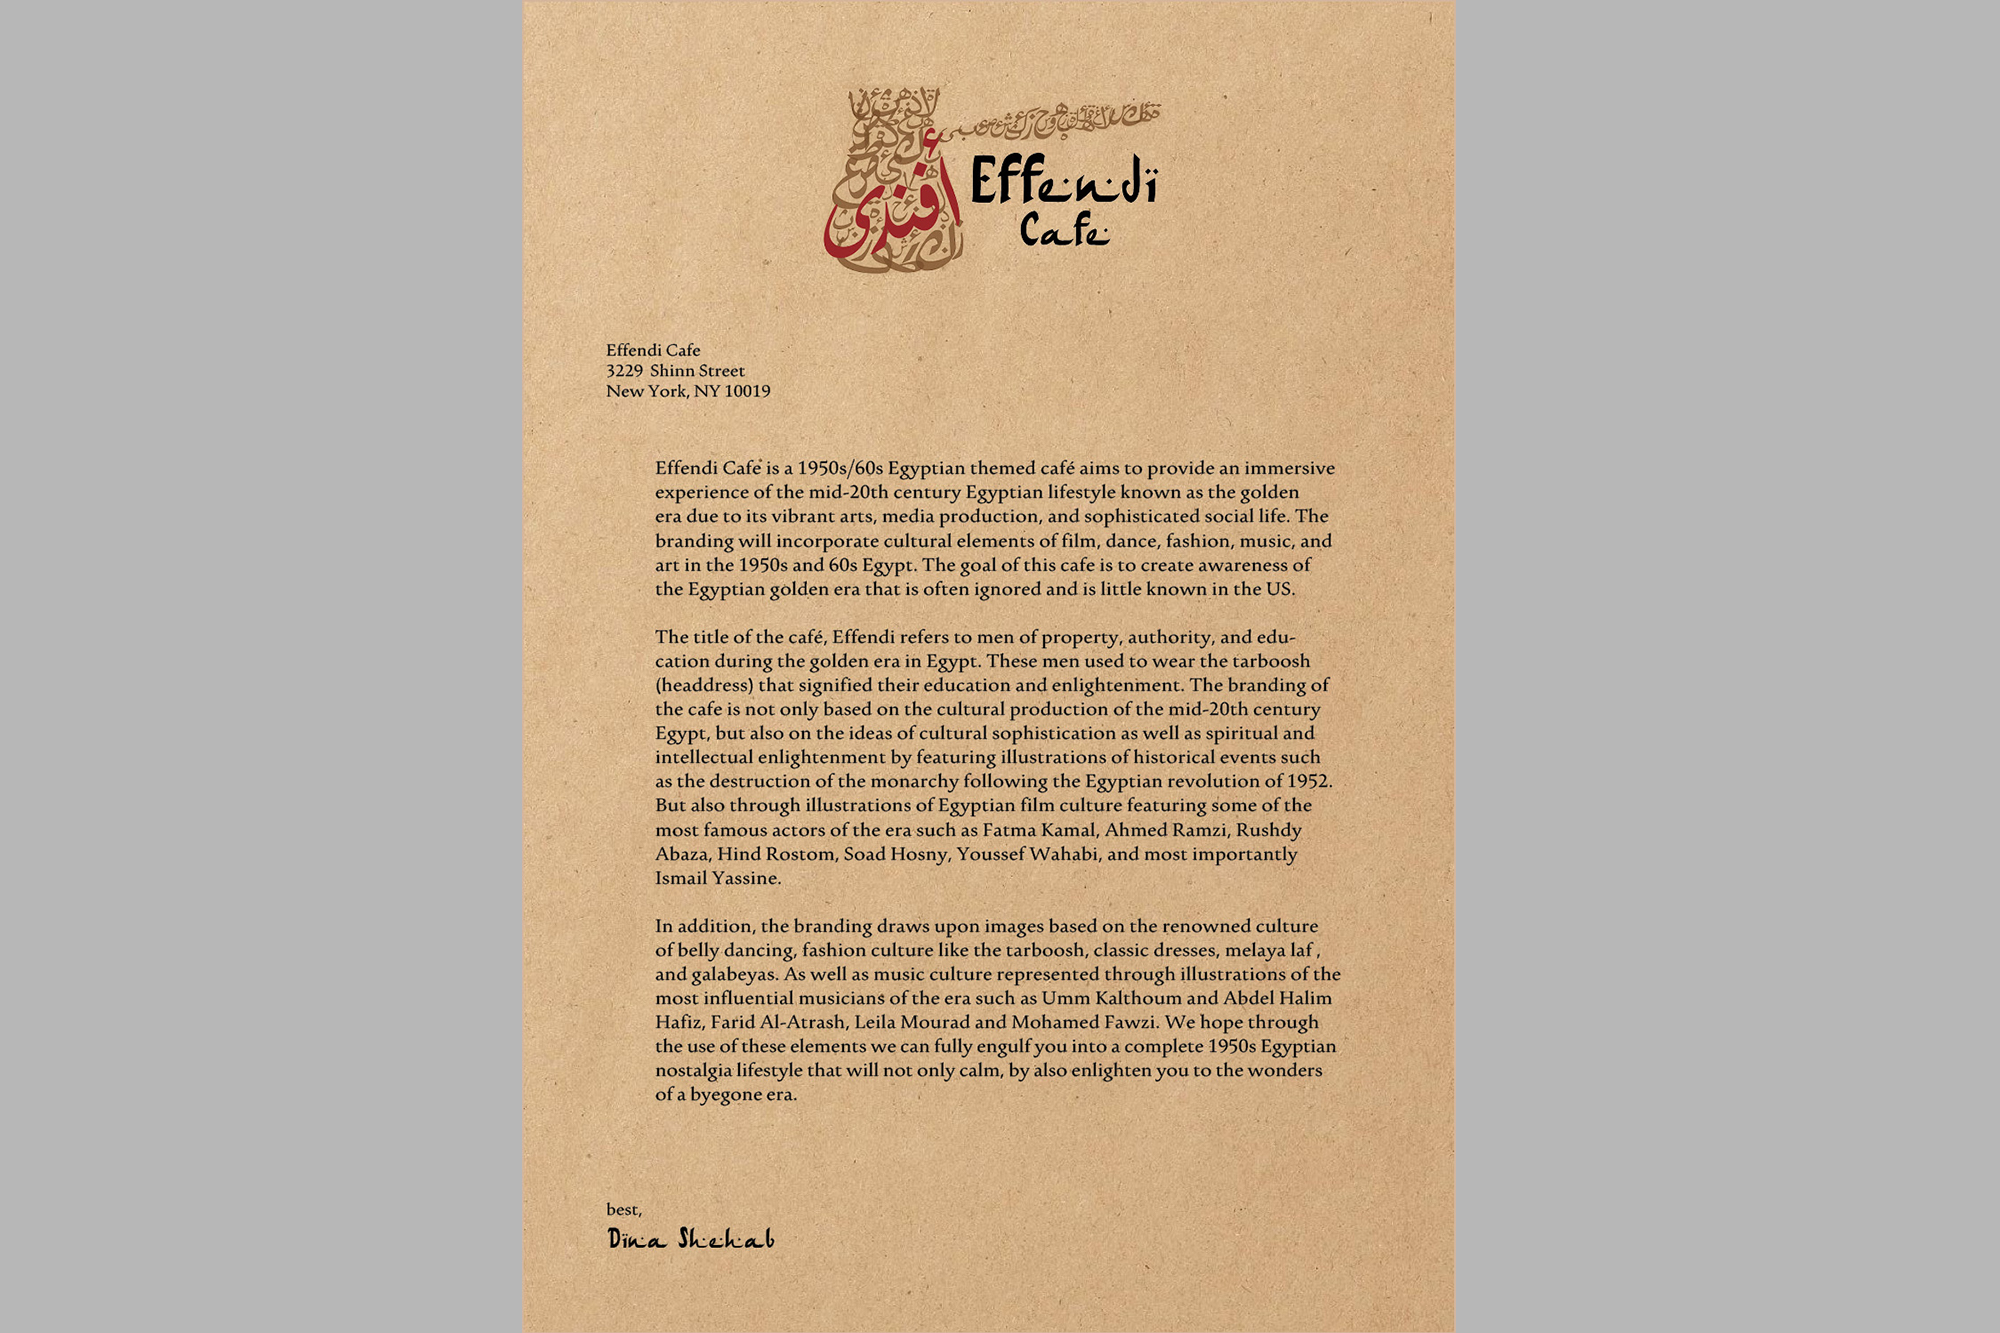 أفندى
Effendi
Cafe
Effendi Cafe
3229 Shinn Street
New York, NY 10019
Effendi Cafe is a 1950s/60s Egyptian themed café aims to provide an immersive
experience of the mid-20th century Egyptian lifestyle known as the golden
era due to its vibrant arts, media production, and sophisticated social life. The
branding will incorporate cultural elements of film, dance, fashion, music, and
art in the 1950s and 60s Egypt. The goal of this cafe is to create awareness of
the Egyptian golden era that is often ignored and is little known in the US.
The title of the café, Effendi refers to men of property, authority, and edu-
cation during the golden era in Egypt. These men used to wear the tarboosh
(headdress) that signified their education and enlightenment. The branding of
the cafe is not only based on the cultural production of the mid-20th century
Egypt, but also on the ideas of cultural sophistication as well as spiritual and
intellectual enlightenment by featuring illustrations of historical events such
as the destruction of the monarchy following the Egyptian revolution of 1952.
But also through illustrations of Egyptian film culture featuring some of the
most famous actors of the era such as Fatma Kamal, Ahmed Ramzi, Rushdy
Abaza, Hind Rostom, Soad Hosny, Youssef Wahabi, and most importantly
Ismail Yassine.
In addition, the branding draws upon images based on the renowned culture
of belly dancing, fashion culture like the tarboosh, classic dresses, melaya laf ,
and galabeyas. As well as music culture represented through illustrations of the
most influential musicians of the era such as Umm Kalthoum and Abdel Halim
Hafiz, Farid Al-Atrash, Leila Mourad and Mohamed Fawzi. We hope through
the use of these elements we can fully engulf you into a complete 1950s Egyptian
nostalgia lifestyle that will not only calm, by also enlighten you to the wonders
of a byegone era.
best,
Dina Shehab